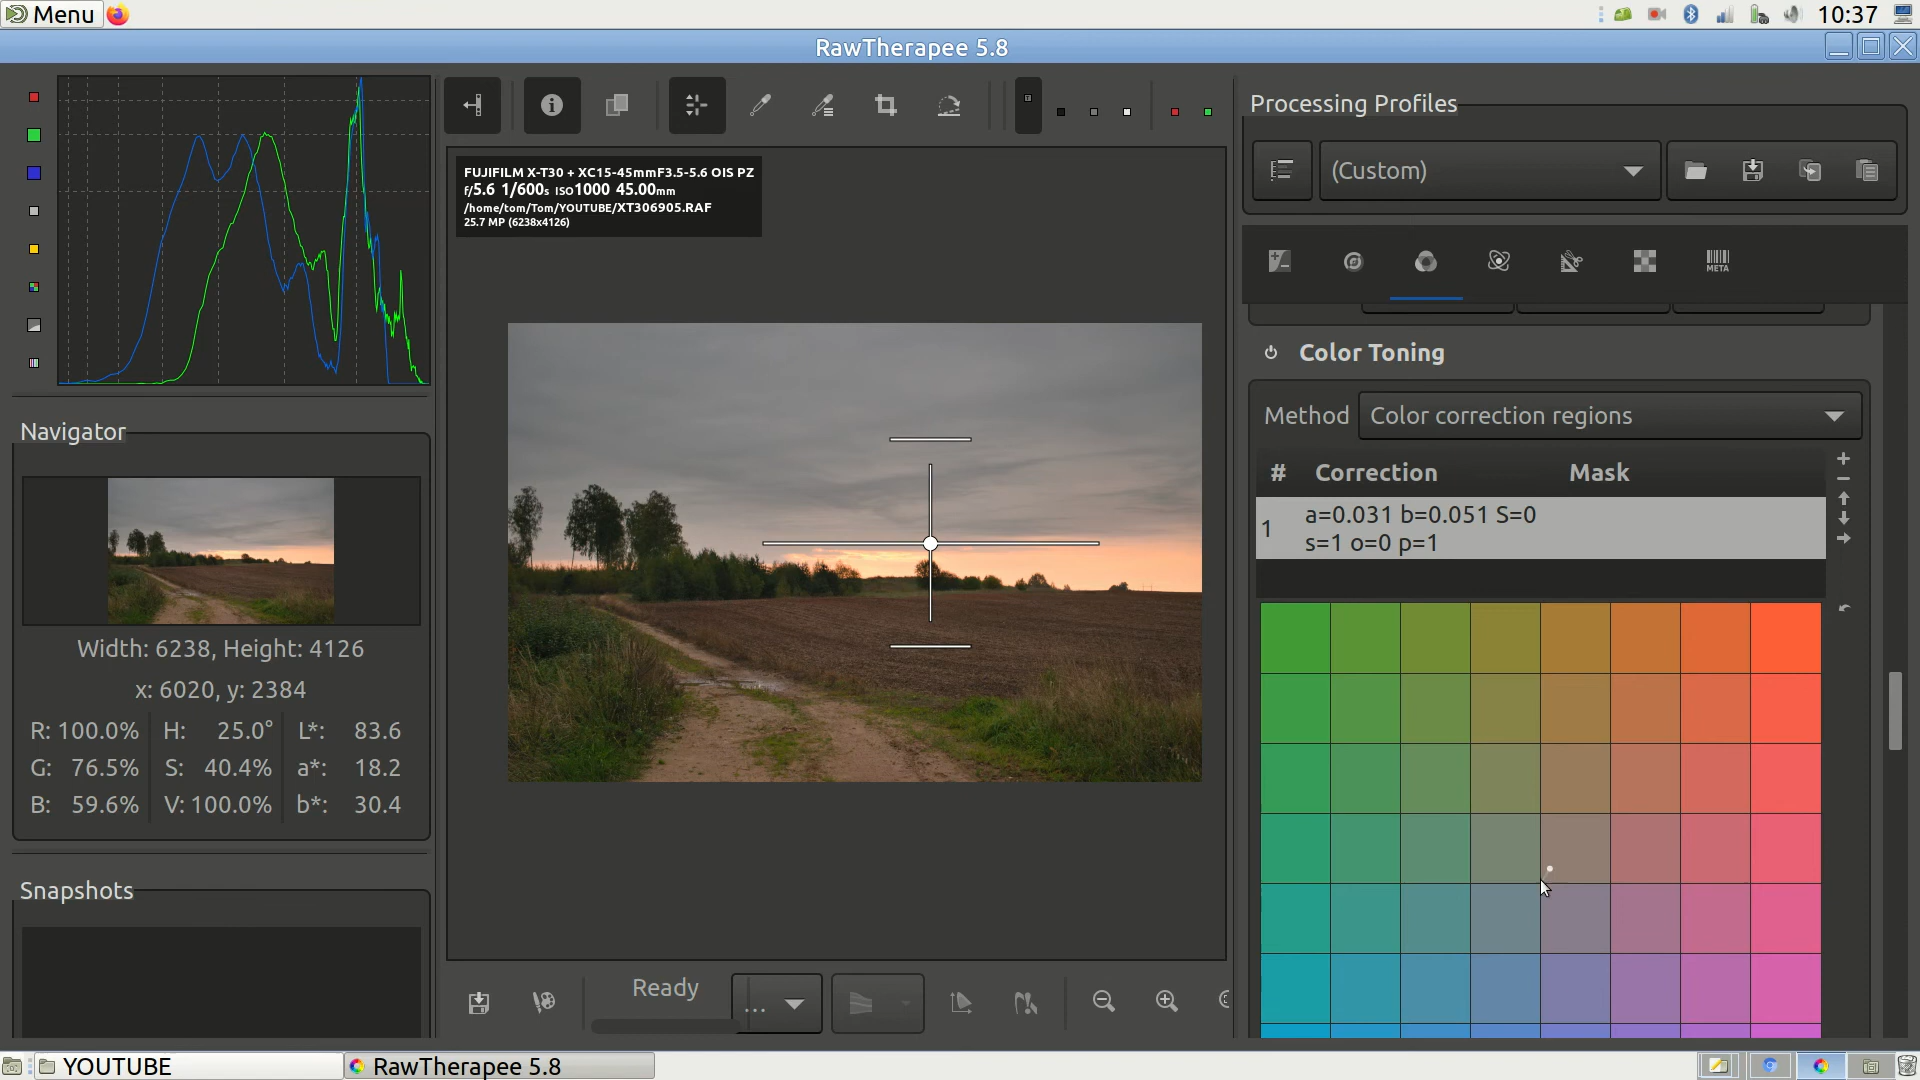 Menu
10:37
RawTherapee 5.8
FUJIFILM X-T30 + XC15-45mmF3.5-5.6 OIS PZ
f/5.6 1/600s ISO1000 45.00mm
/home/tom/Tom/YOUTUBE/XT306905.RAF
25.7 MP (6238x4126)
Processing Profiles
(Custom)
META
Color Toning
Method Color correction regions
# Correction Mask
1 a=0.031 b=0.051 S=0
s=1 o=0 p=1
Navigator
Width: 6238, Height: 4126
x: 6020, y: 2384
R: 100.0% H: 25.0° L*: 83.6
G: 76.5% S: 40.4% a*: 18.2
B: 59.6% V: 100.0% b*: 30.4
Snapshots
Ready
...
YOUTUBE
RawTherapee 5.8